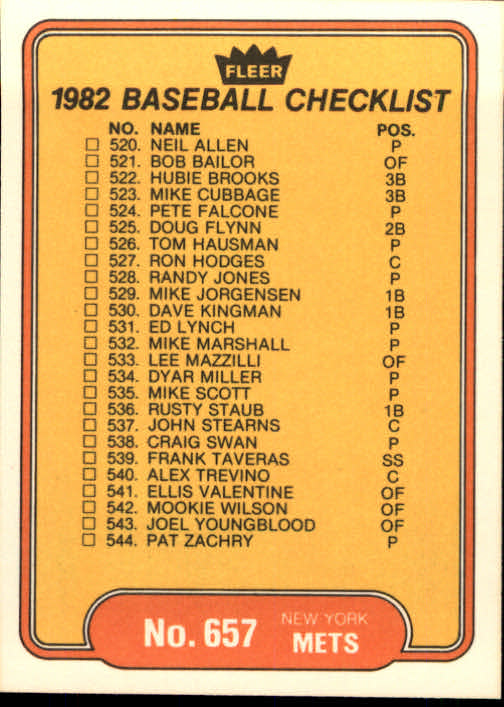 FLEER
1982 BASEBALL CHECKLIST
NO. NAME POS.
520. NEIL ALLEN P
521. BOB BAILOR OF
522. HUBIE BROOKS 3B
523. MIKE CUBBAGE 3B
524. PETE FALCONE P
525. DOUG FLYNN 2B
526. TOM HAUSMAN P
527. RON HODGES C
528. RANDY JONES P
529. MIKE JORGENSEN 1B
530. DAVE KINGMAN 1B
531. ED LYNCH P
532. MIKE MARSHALL P
533. LEE MAZZILLI OF
534. DYAR MILLER P
535. MIKE SCOTT P
536. RUSTY STAUB 1B
537. JOHN STEARNS C
538. CRAIG SWAN P
539. FRANK TAVERAS SS
540. ALEX TREVINO C
541. ELLIS VALENTINE OF
542. MOOKIE WILSON OF
543. JOEL YOUNGBLOOD OF
544. PAT ZACHRY P
No. 657
NEW YORK
METS